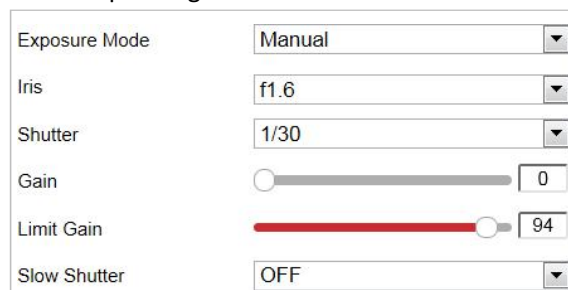 Exposure Mode Manual
Iris f1.6
Shutter 1/30
Gain 0
Limit Gain 94
Slow Shutter OFF